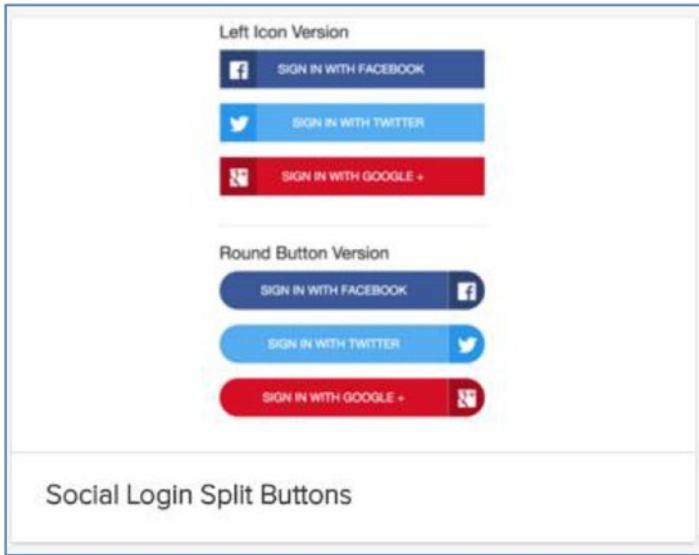 Left Icon Version
SIGN IN WITH FACEBOOK
SIGN IN WITH TWITTER
SIGN IN WITH GOOGLE +
Round Button Version
SIGN IN WITH FACEBOOK
SIGN IN WITH TWITTER
SIGN IN WITH GOOGLE +
Social Login Split Buttons